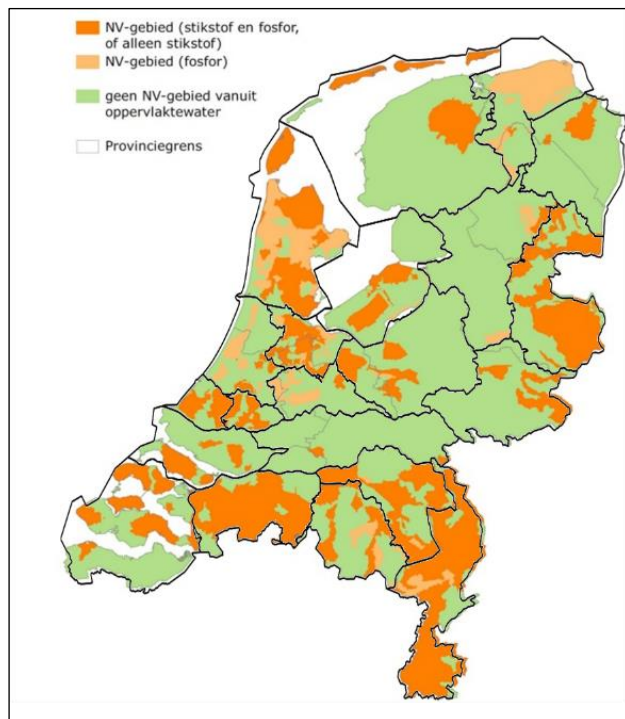 NV-gebied (stikstof en fosfor,
of alleen stikstof)
NV-gebied (fosfor)
geen NV-gebied vanuit
oppervlaktewater
Provinciegrens